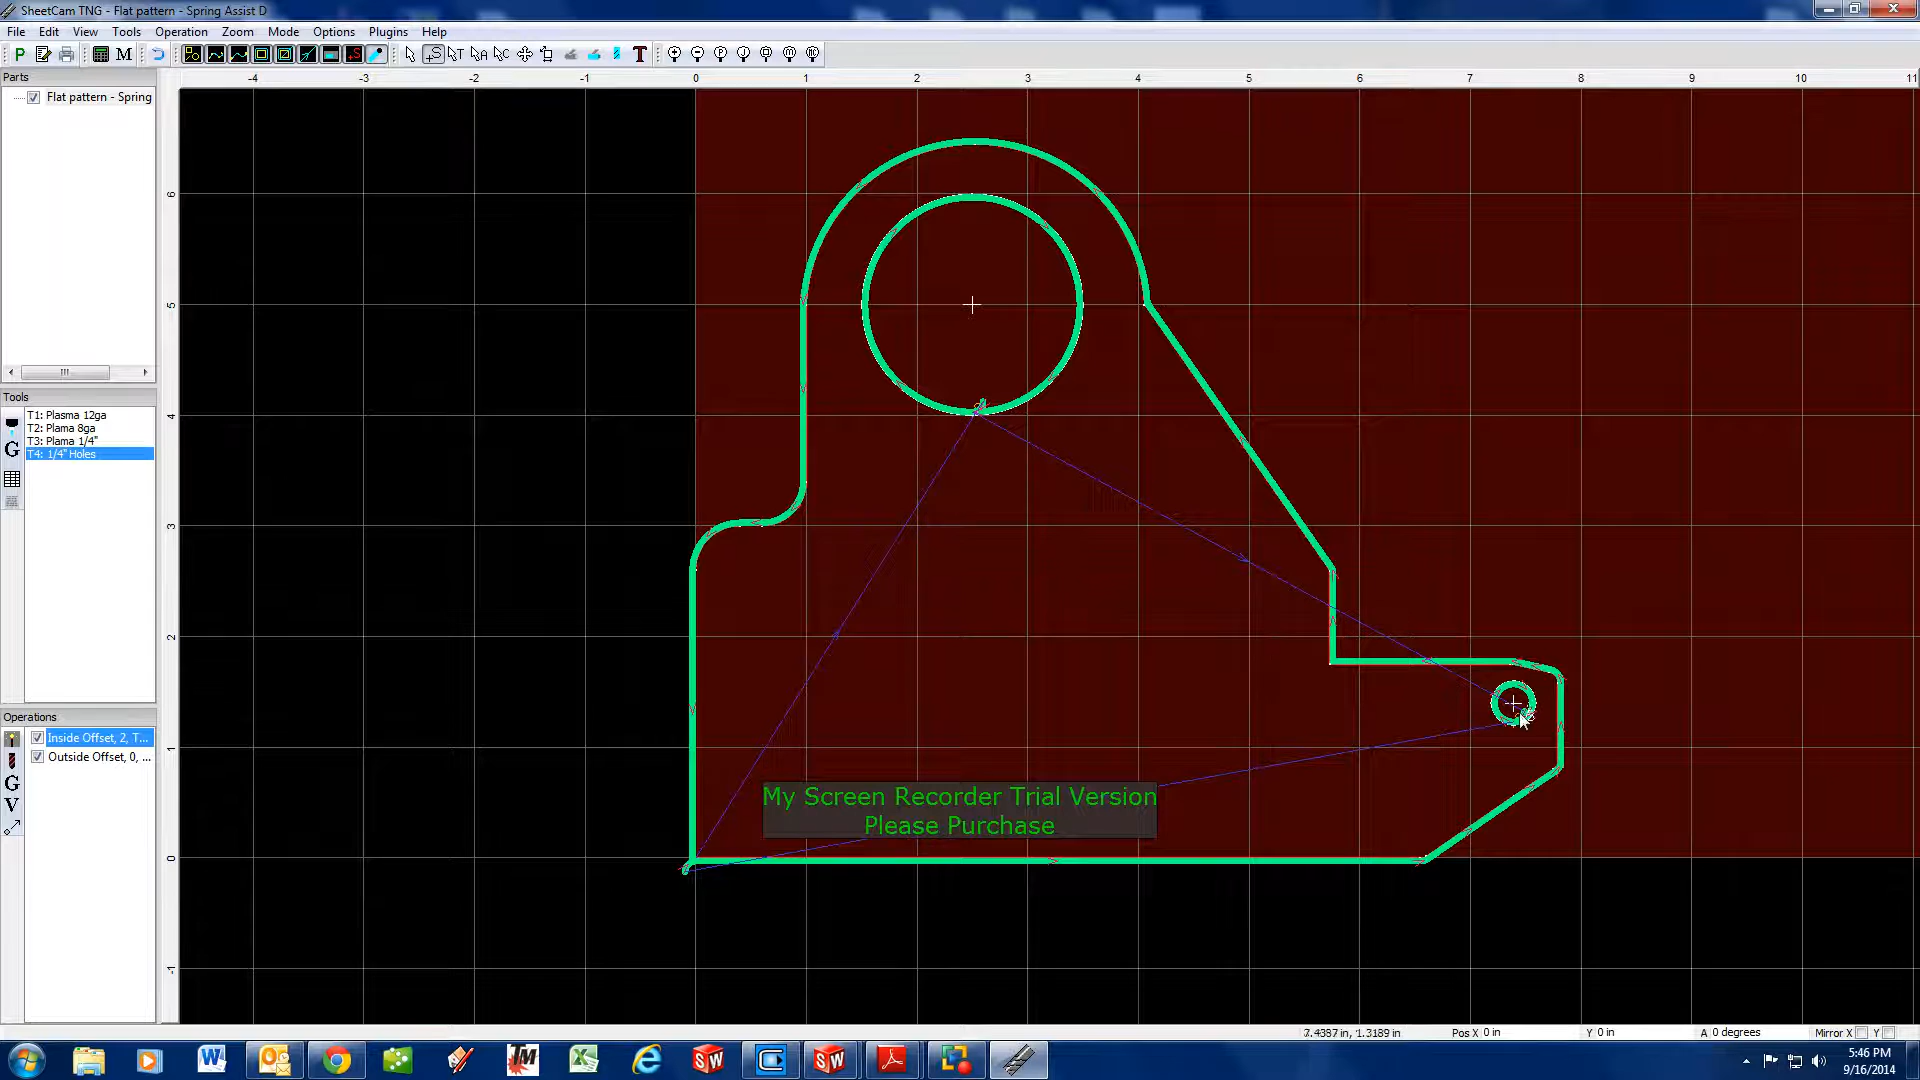 SheetCam TNG - Flat pattern - Spring Assist D
File Edit View Tools Operation Zoom Mode Options Plugins Help
P M S T A C T P
Parts
-4 -3 -2 -1 0 1 2 3 4 5 6 7 8 9 10 11
Flat pattern - Spring
6
5
4
3
2
1
0
-1
Tools
T1: Plasma 12ga
T2: Plama 8ga
T3: Plama 1/4"
T4: 1/4" Holes
G
Operations
Inside Offset, 2, T...
Outside Offset, 0, ...
G
V
My Screen Recorder Trial Version
Please Purchase
7.4387 in, 1.3189 in Pos X 0 in Y 0 in A 0 degrees Mirror X Y
5:46 PM
9/16/2014